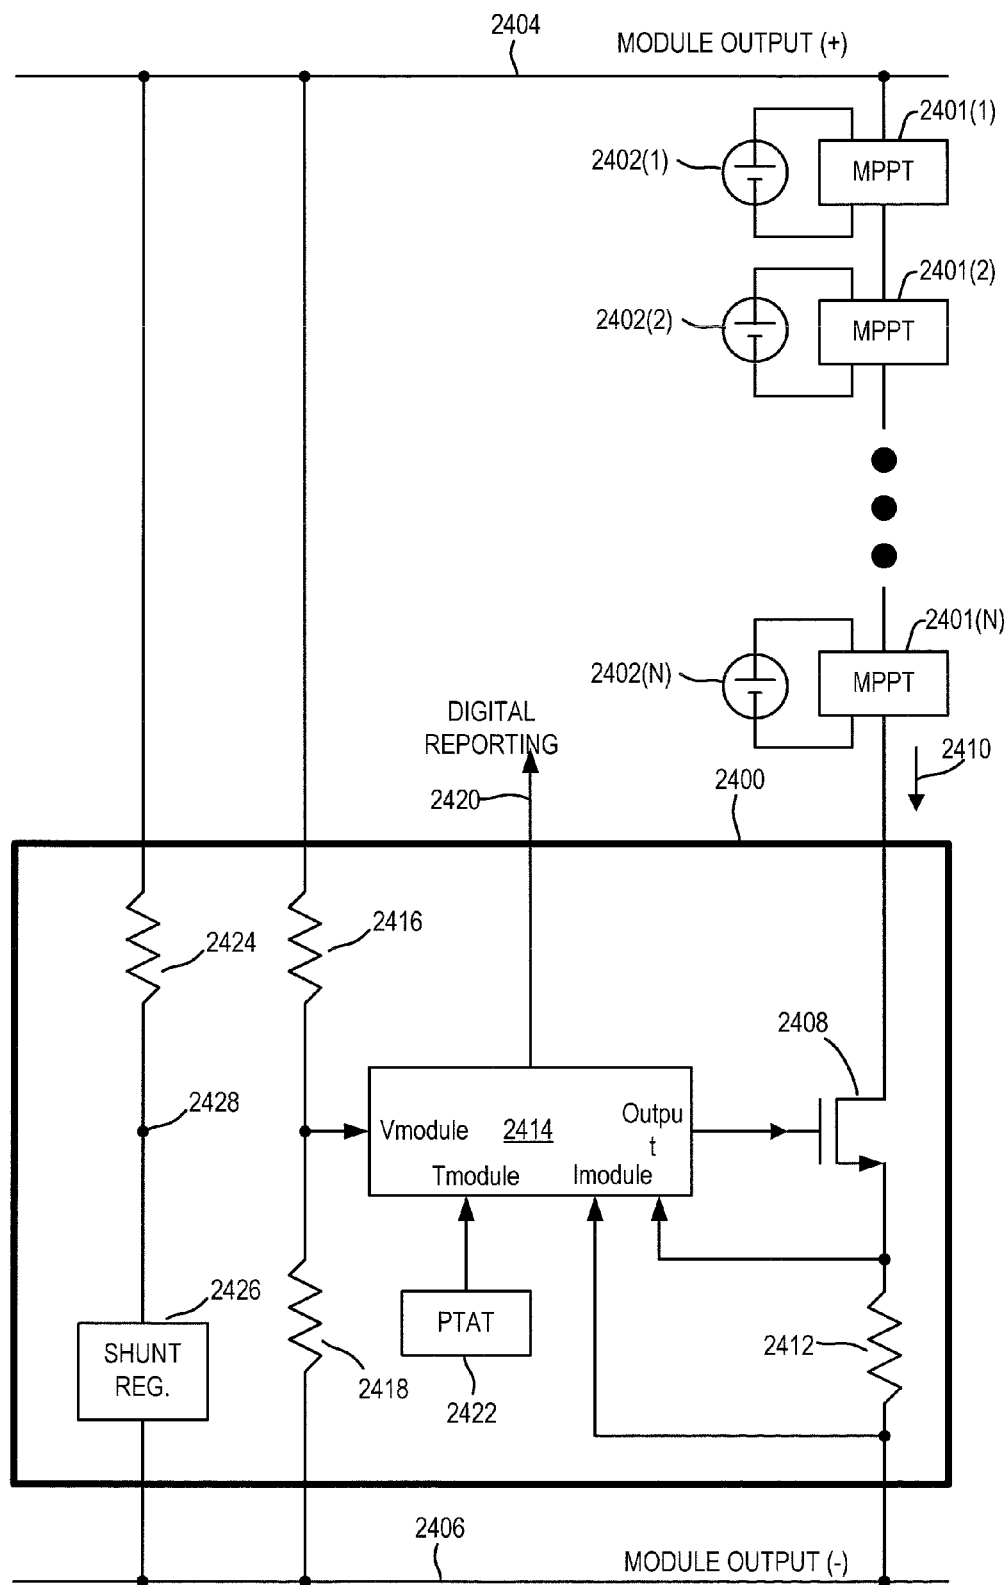 2404
MODULE OUTPUT (+)
2401(1)
2402(1)
MPPT
2401(2)
2402(2)
MPPT
2401(N)
2402(N)
MPPT
DIGITAL
REPORTING
2420
2410
2400
2424
2416
2408
2428
Vmodule
2414
Outpu
t
Tmodule
Imodule
2426
SHUNT
REG.
2418
PTAT
2422
2412
2406
MODULE OUTPUT (-)